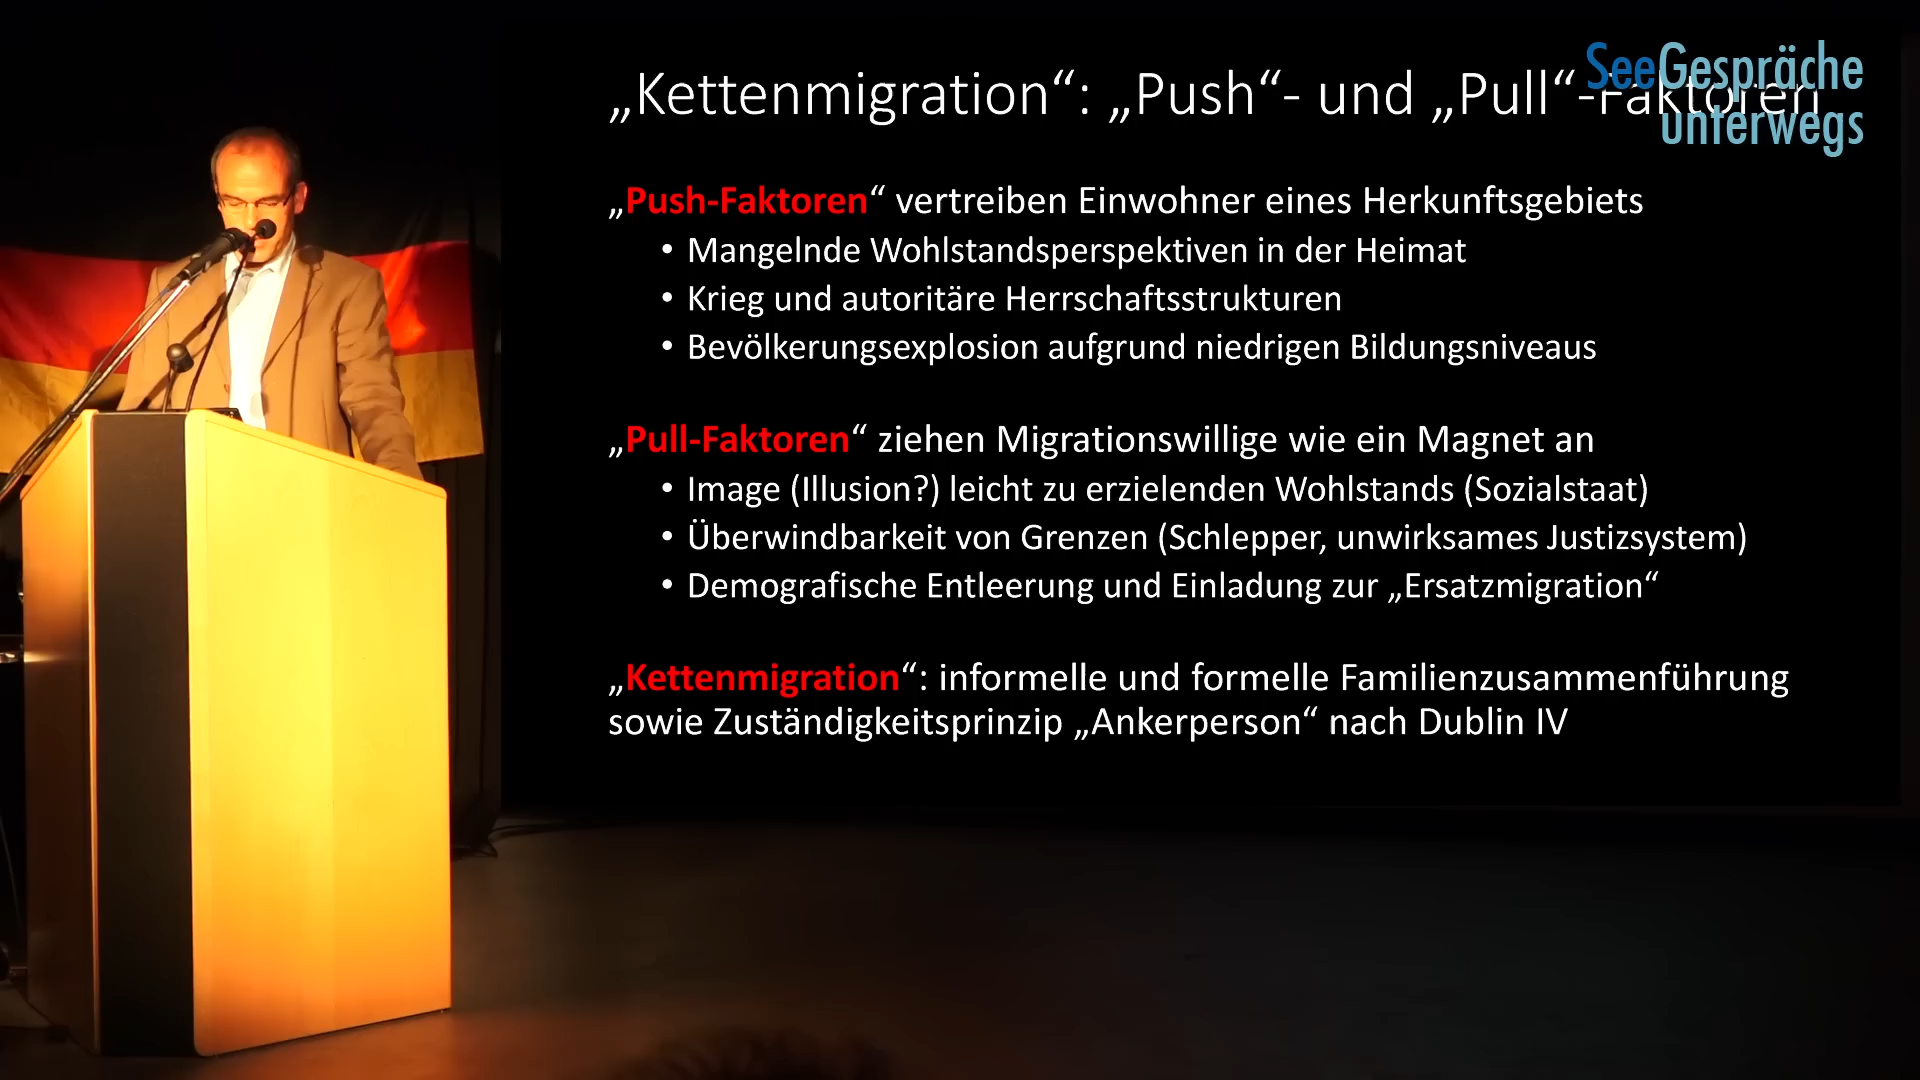 „Kettenmigration“: „Push“- und „Pull“-Faktoren
SeeGespräche
unterwegs
„Push-Faktoren“ vertreiben Einwohner eines Herkunftsgebiets
• Mangelnde Wohlstandsperspektiven in der Heimat
• Krieg und autoritäre Herrschaftsstrukturen
• Bevölkerungsexplosion aufgrund niedrigen Bildungsniveaus
„Pull-Faktoren“ ziehen Migrationswillige wie ein Magnet an
• Image (Illusion?) leicht zu erzielenden Wohlstands (Sozialstaat)
• Überwindbarkeit von Grenzen (Schlepper, unwirksames Justizsystem)
• Demografische Entleerung und Einladung zur „Ersatzmigration“
„Kettenmigration“: informelle und formelle Familienzusammenführung
sowie Zuständigkeitsprinzip „Ankerperson“ nach Dublin IV